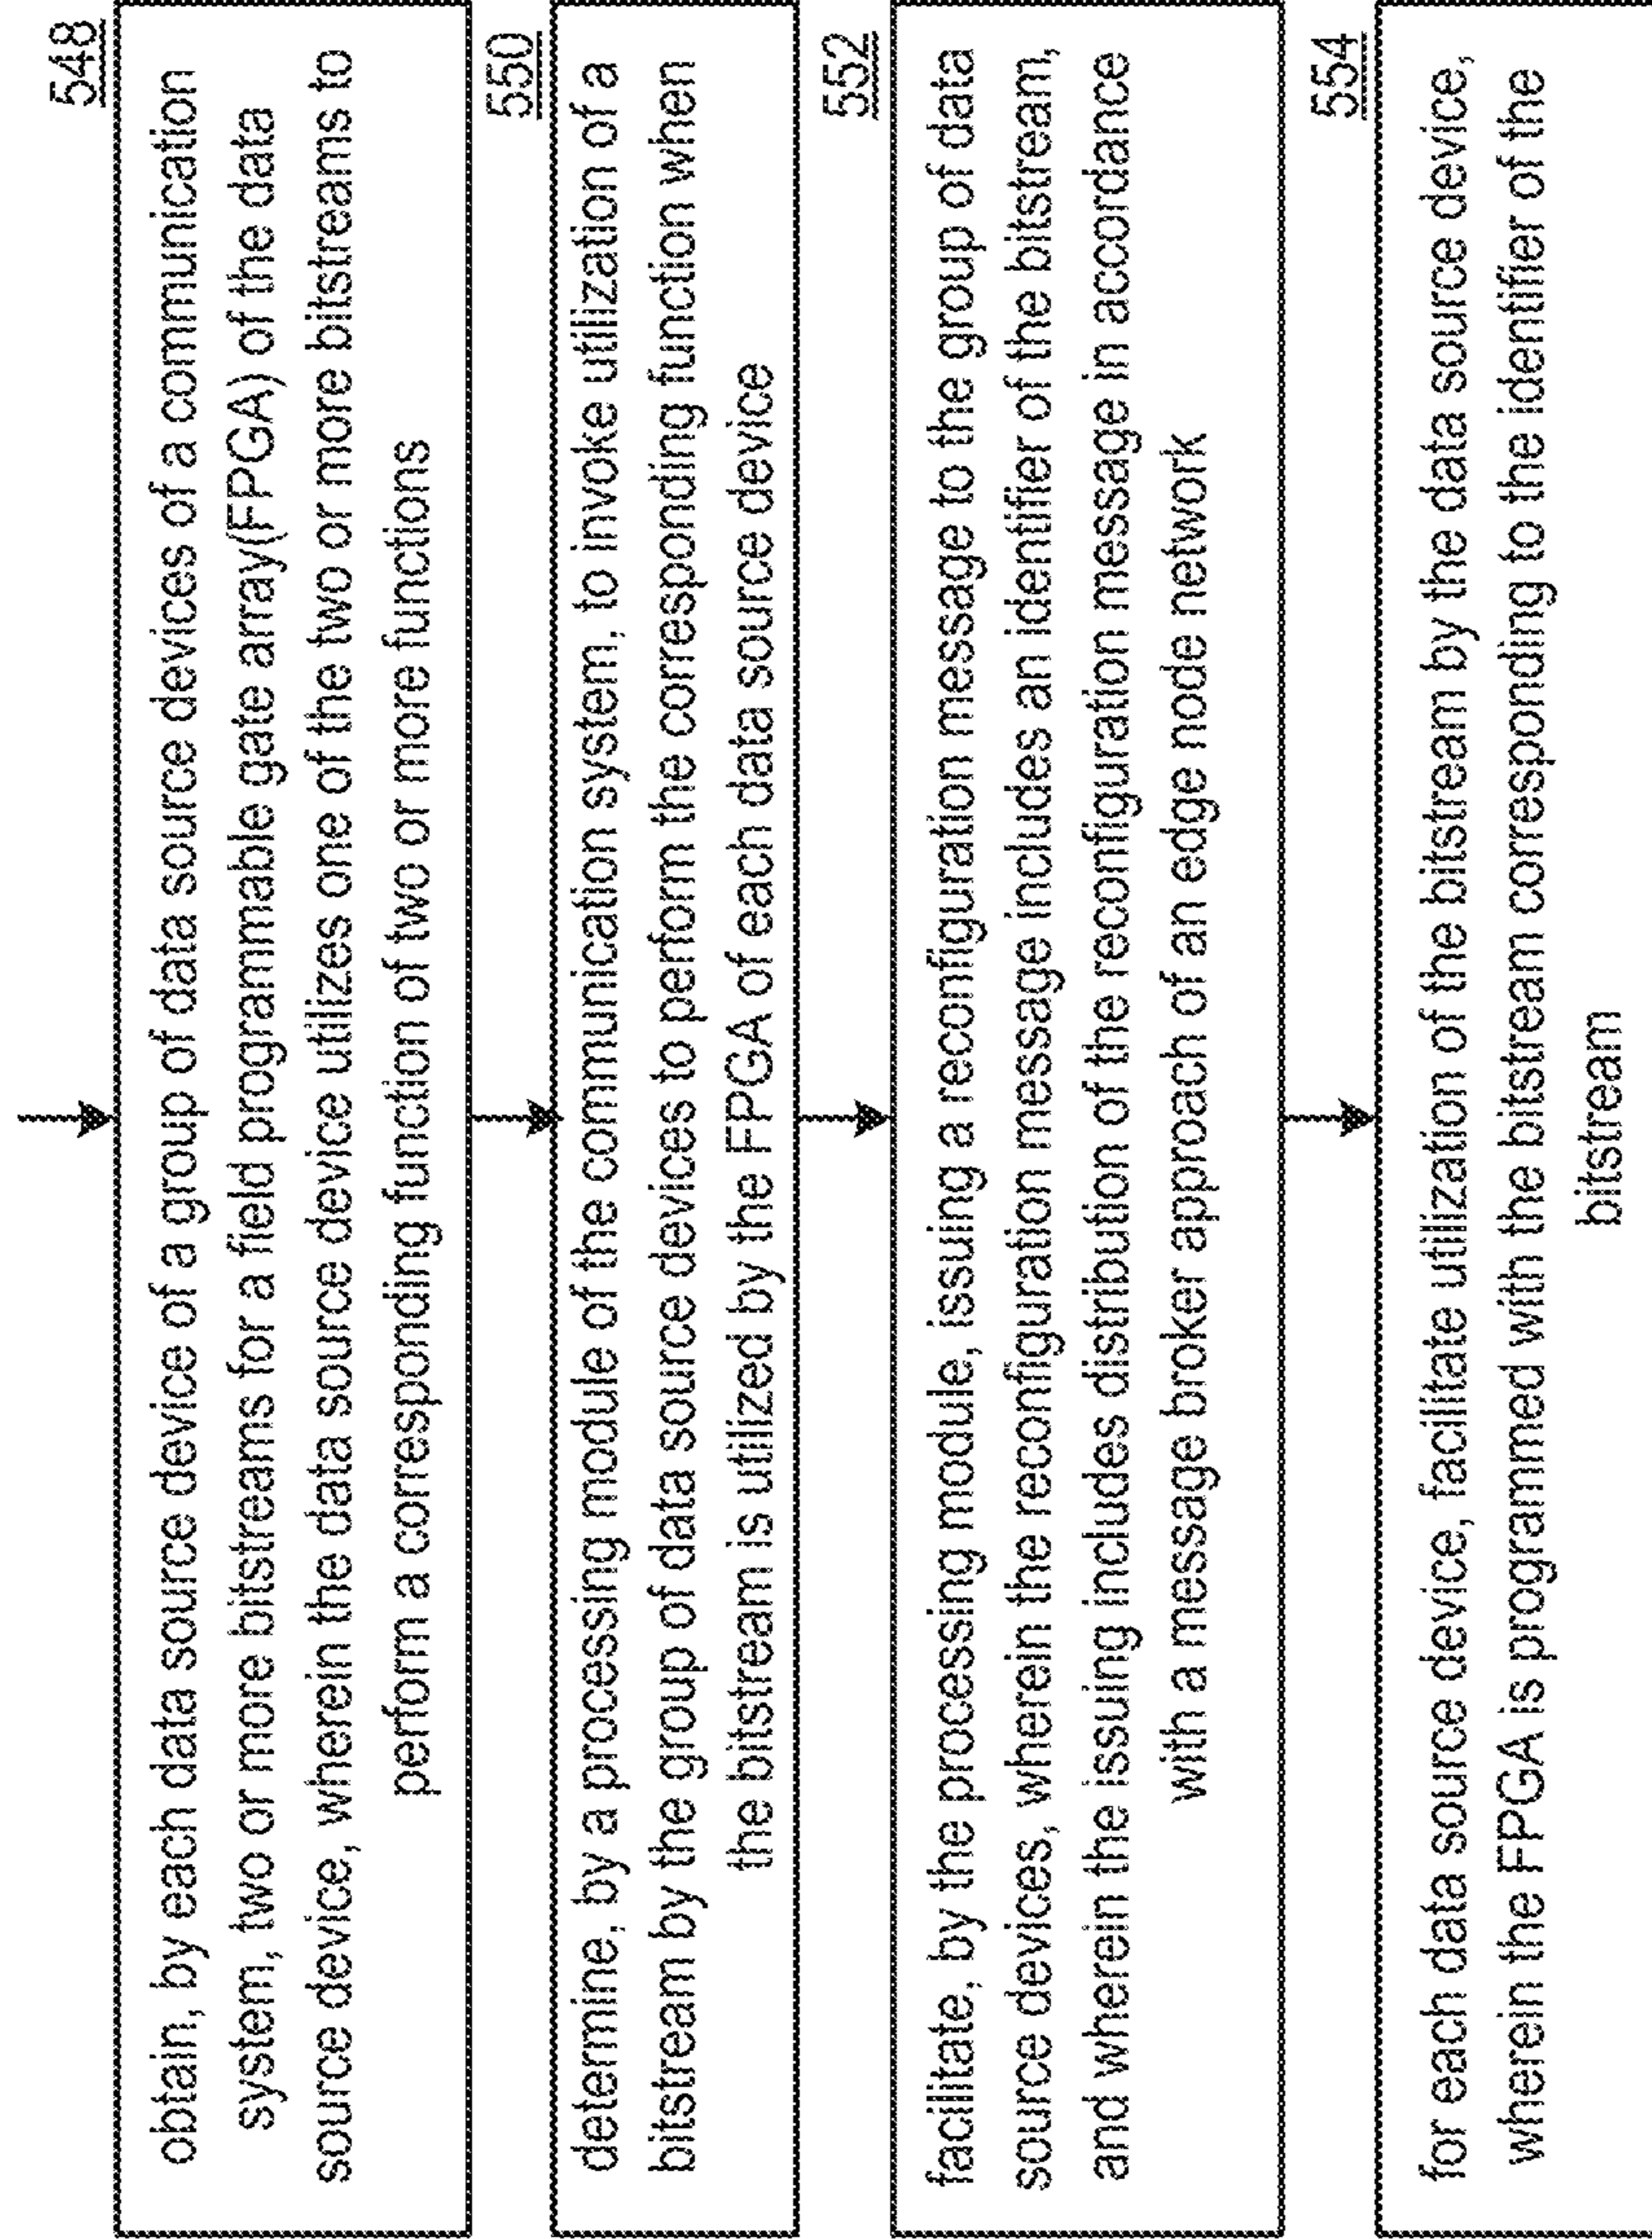 548
obtain, by each data source device of a group of data source devices of a communication
system, two or more bitstreams for a field programmable gate array(FPGA) of the data
source device, wherein the data source device utilizes one of the two or more bitstreams to
perform a corresponding function of two or more functions
550
determine, by a processing module of the communication system, to invoke utilization of a
bitstream by the group of data source devices to perform the corresponding function when
the bitstream is utilized by the FPGA of each data source device
552
facilitate, by the processing module, issuing a reconfiguration message to the group of data
source devices, wherein the reconfiguration message includes an identifier of the bitstream,
and wherein the issuing includes distribution of the reconfiguration message in accordance
with a message broker approach of an edge node network
554
for each data source device, facilitate utilization of the bitstream by the data source device,
wherein the FPGA is programmed with the bitstream corresponding to the identifier of the
bitstream